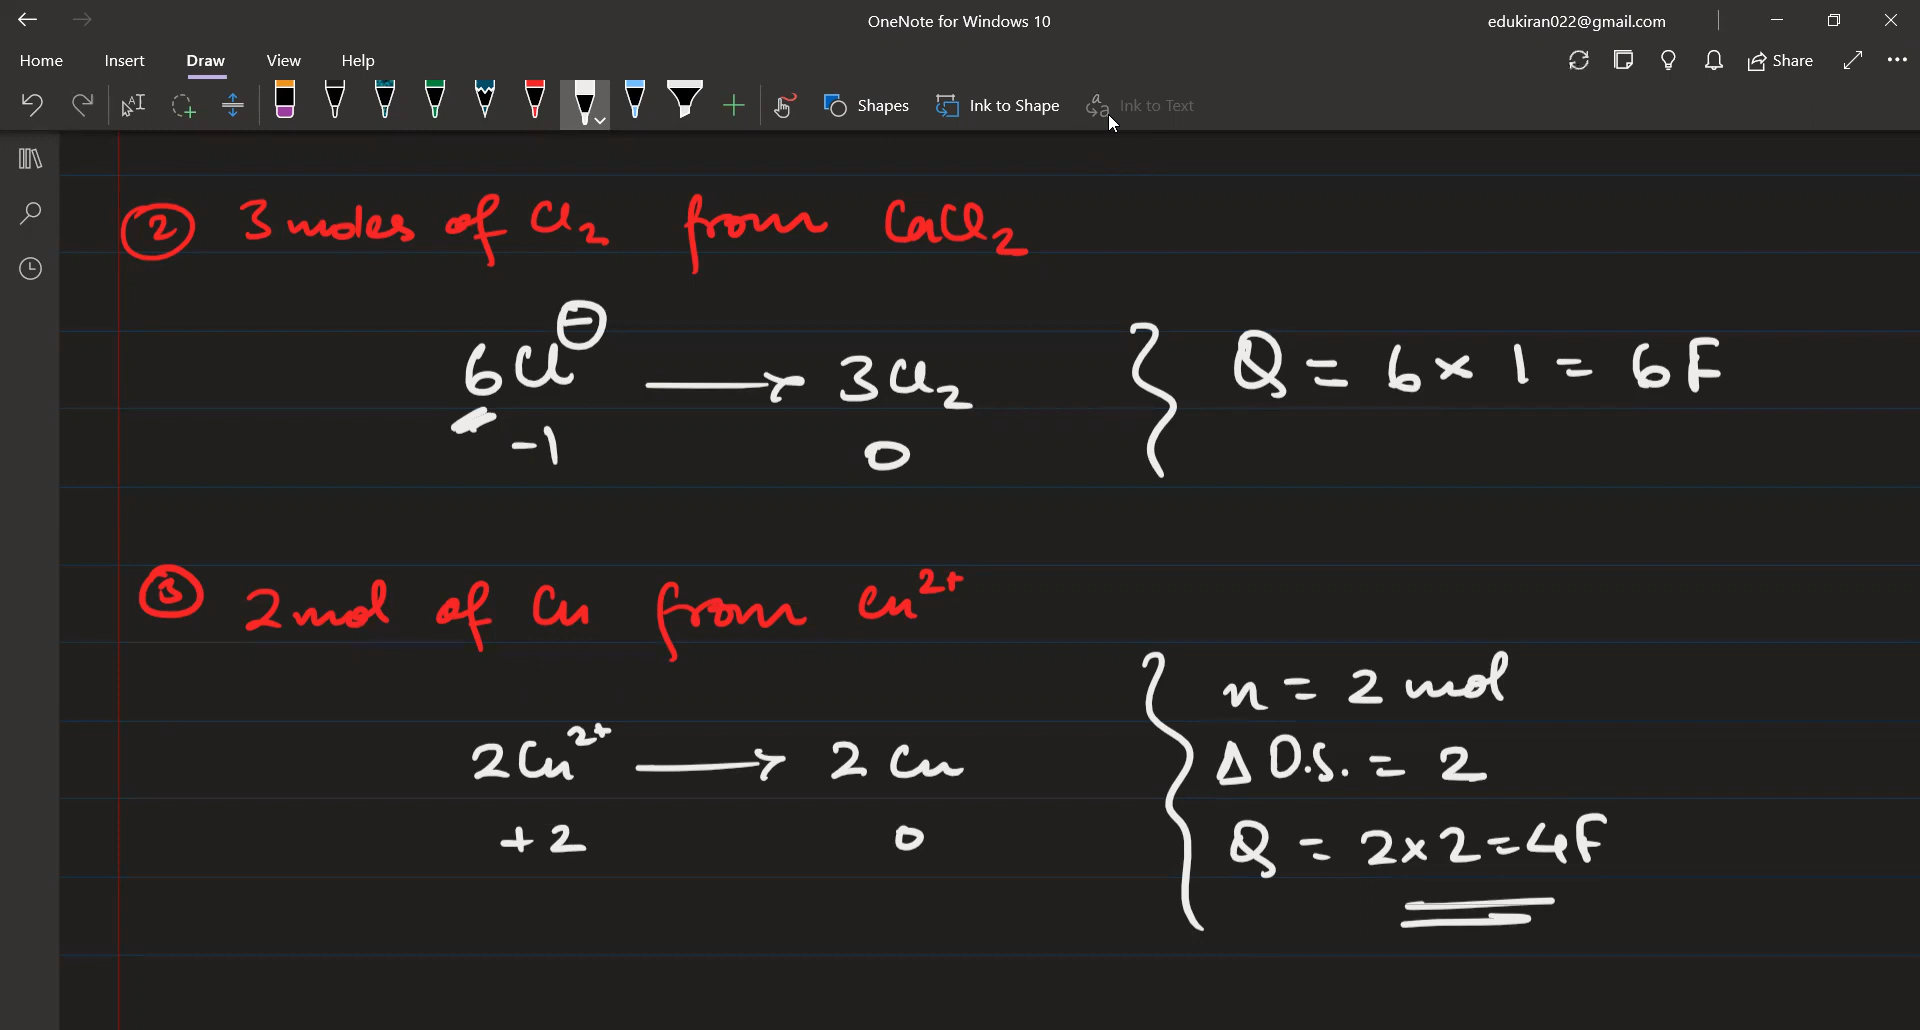 OneNote for Windows 10
edukiran022@gmail.com
Home Insert Draw View Help
Share
Shapes Ink to Shape Ink to Text
② 3 moles of Cl₂ from CaCl₂
6Cl⊖ → 3Cl₂
-1 0
Q = 6 × 1 = 6F
③ 2 mol of Cu from Cu²⁺
2Cu²⁺ → 2 Cu
+2 0
n = 2 mol
Δ O.S. = 2
Q = 2×2=4F